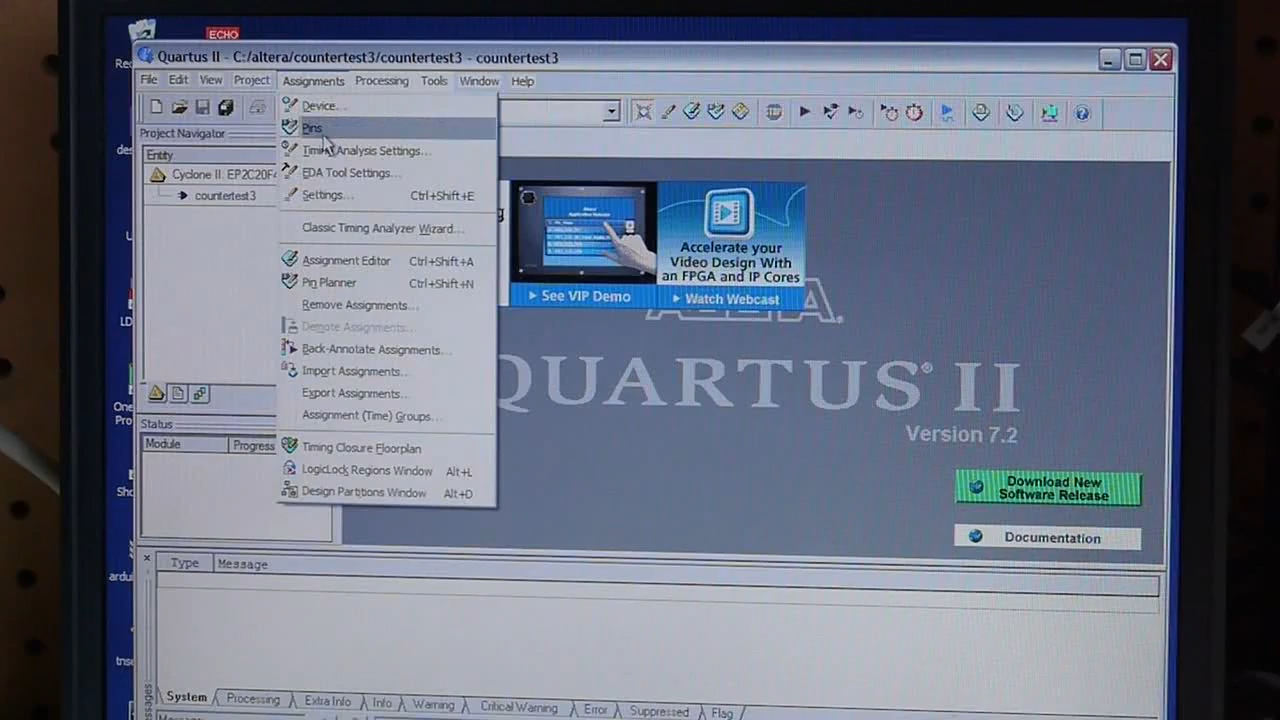 ECHO
Quartus II - C:/altera/countertest3/countertest3 - countertest3
File Edit View Project Assignments Processing Tools Window Help
Project Navigator
Entity
Cyclone II: EP2C20F4
countertest3
Device...
Pins
Timing Analysis Settings...
EDA Tool Settings...
Settings... Ctrl+Shift+E
Classic Timing Analyzer Wizard...
Assignment Editor Ctrl+Shift+A
Pin Planner Ctrl+Shift+N
Remove Assignments...
Demote Assignments...
Back-Annotate Assignments...
Import Assignments...
Export Assignments...
Assignment (Time) Groups...
Timing Closure Floorplan
LogicLock Regions Window Alt+L
Design Partitions Window Alt+D
Accelerate your
Video Design With
an FPGA and IP Cores
See VIP Demo
Watch Webcast
QUARTUS® II
Version 7.2
Download New
Software Release
Documentation
Status
Module Progress
Type Message
System Processing Extra Info Info Warning Critical Warning Error Suppressed Flag